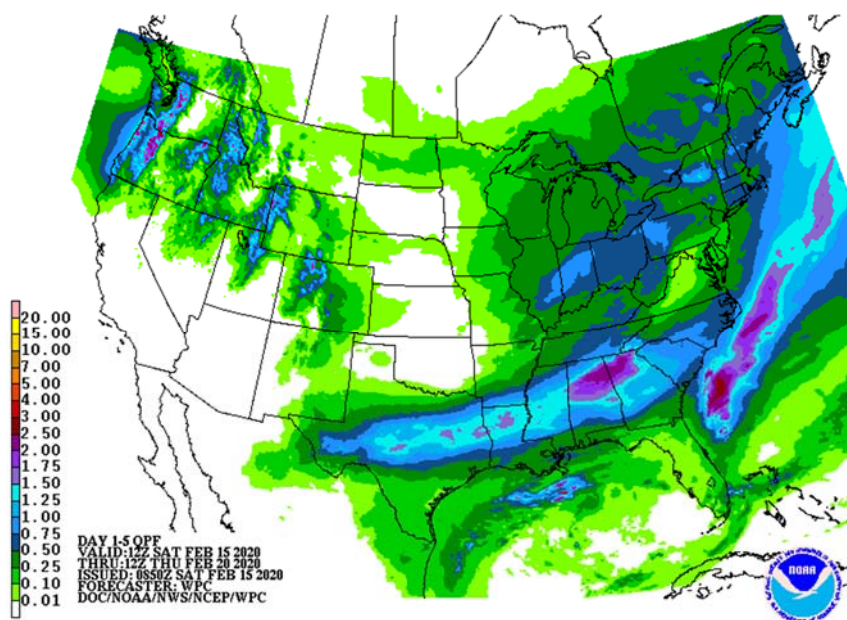 20.00
15.00
10.00
7.00
5.00
4.00
3.00
2.50
2.00
1.75
1.50
1.25
1.00
0.75
0.50
0.25
0.10
0.01
DAY 1-5 QPF
VALID:12Z SAT FEB 15 2020
THRU:12Z THU FEB 20 2020
ISSUED: 0850Z SAT FEB 15 2020
FORECASTER: WPC
DOC/NOAA/NWS/NCEP/WPC
NOAA